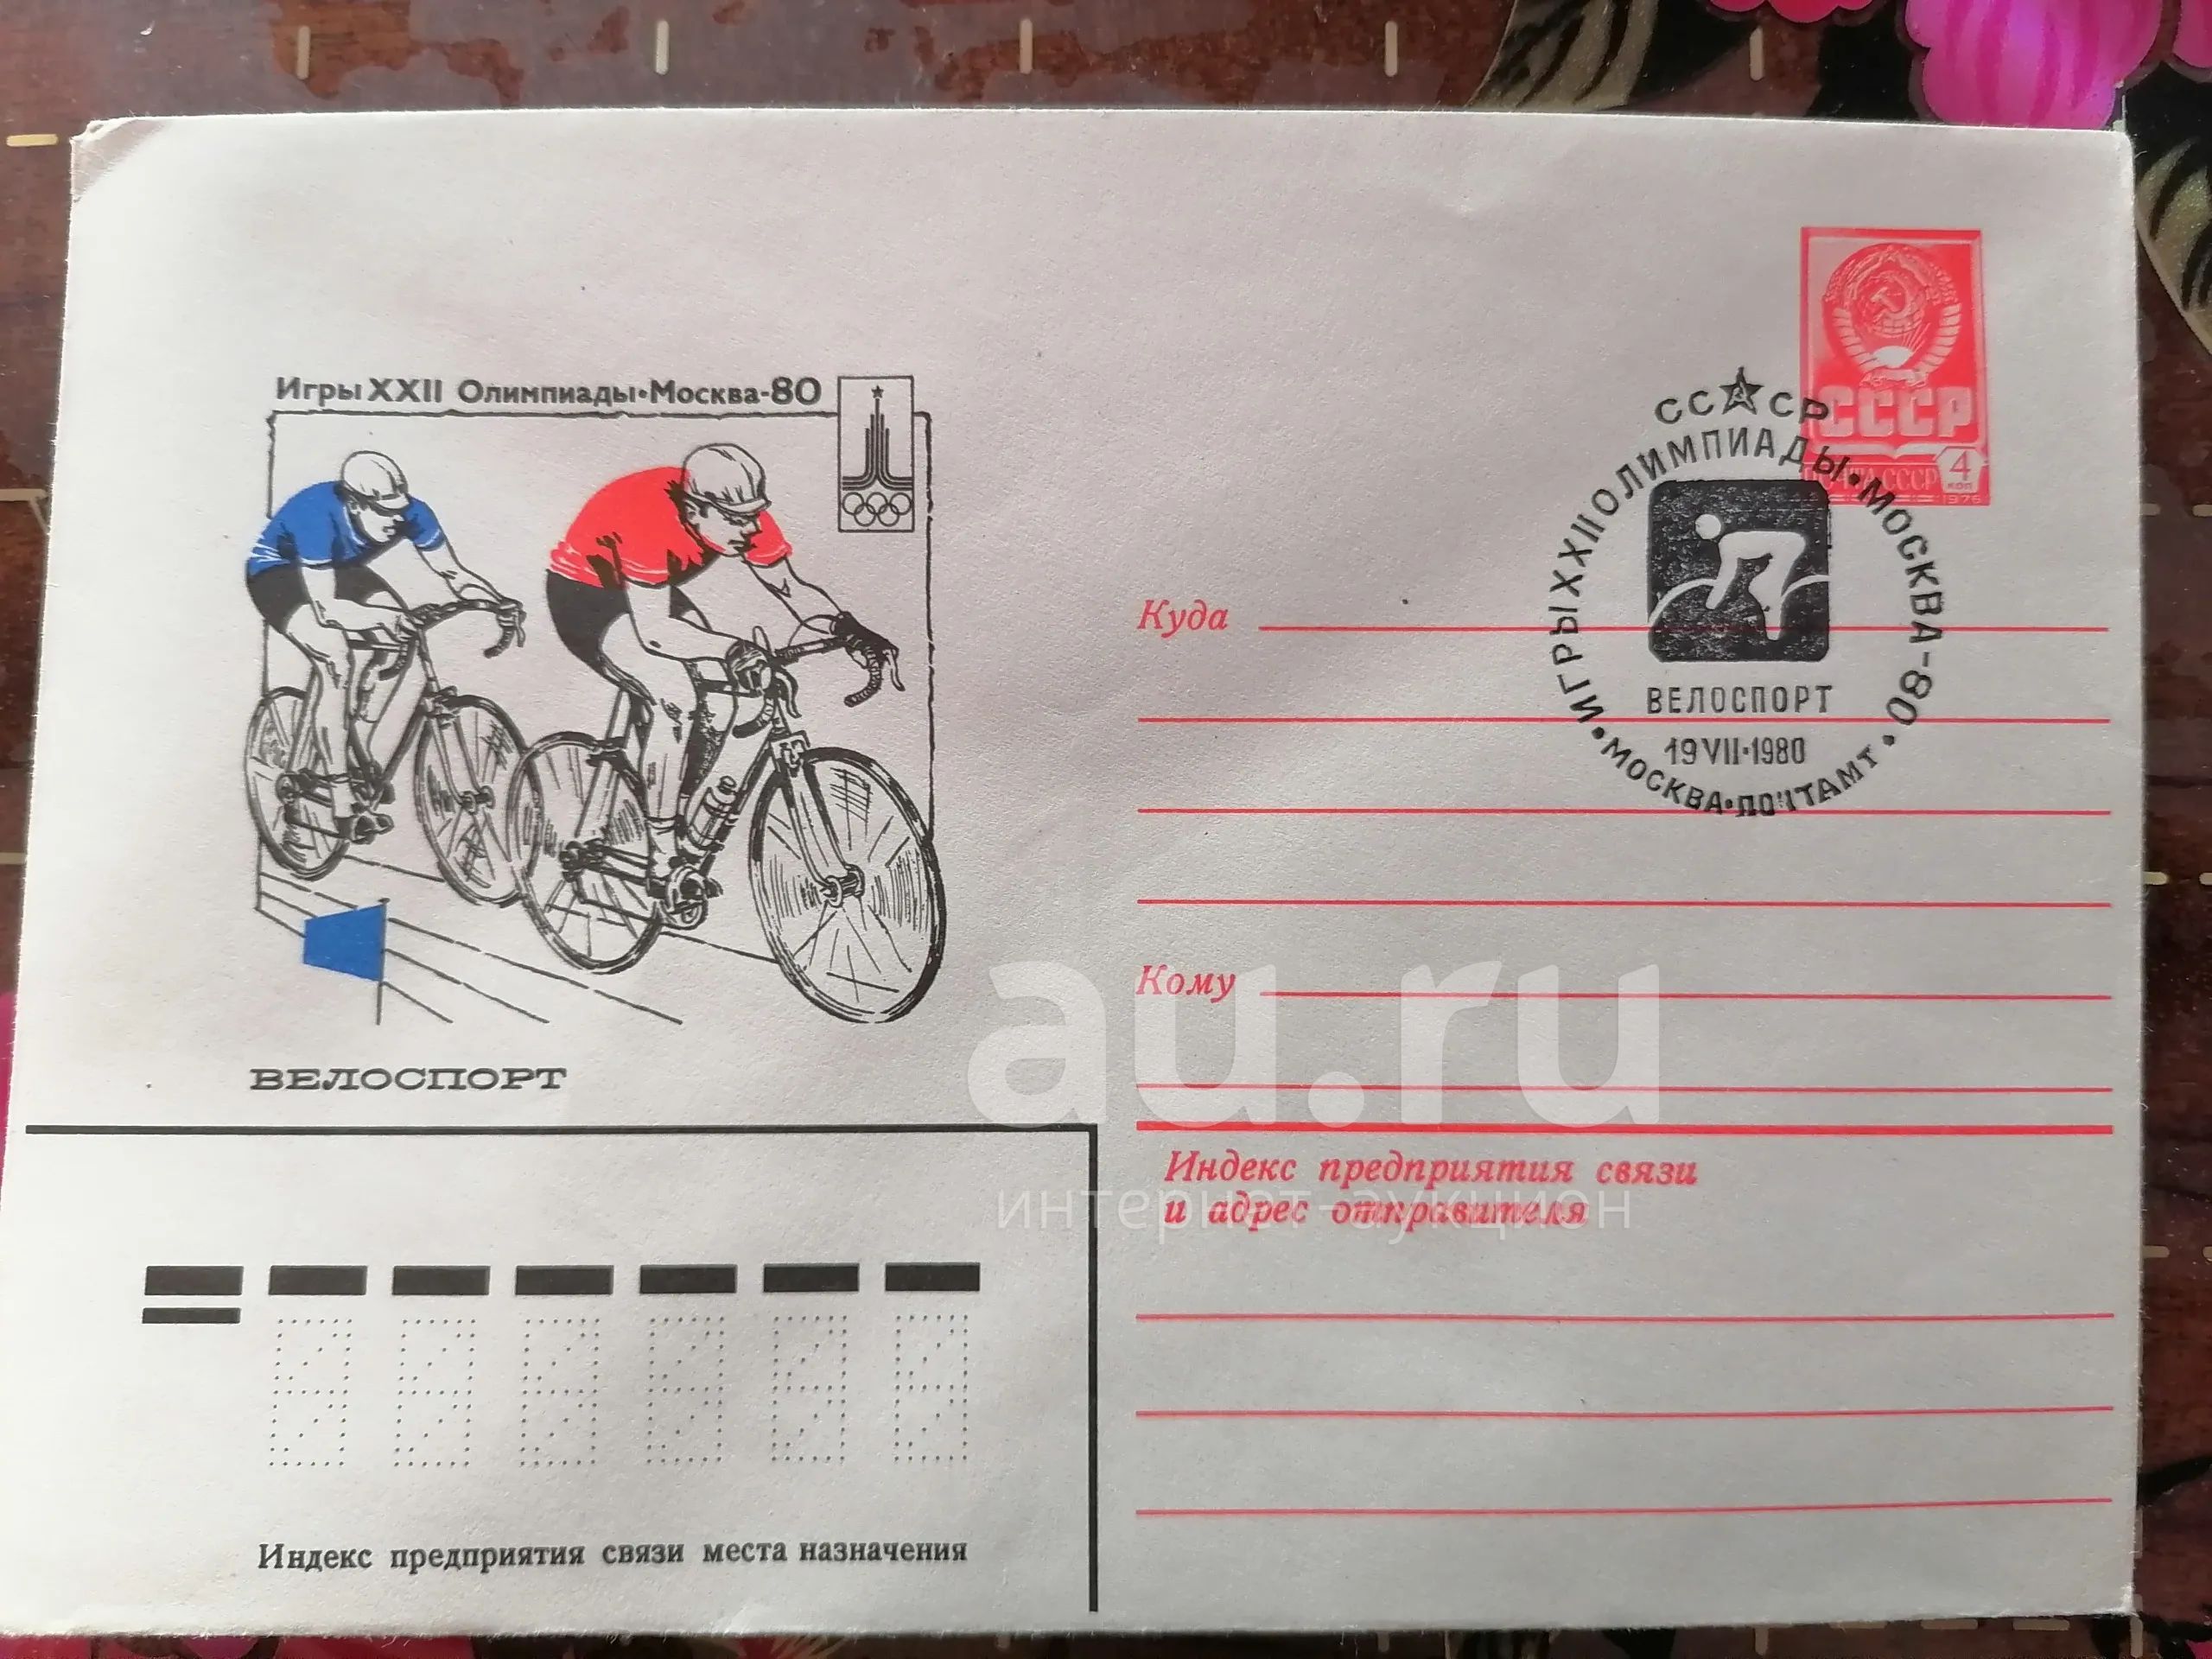 Игры XXII Олимпиады•Москва-80
ВЕЛОСПОРТ
СССР
ПОЧТА СССР
4
КОП
1976
СССР
ИГРЫ XXII ОЛИМПИАДЫ•МОСКВА-80
ВЕЛОСПОРТ
19 VII•1980
МОСКВА•ПОЧТАМТ
Куда
Кому
au.ru
интернет-аукцион
Индекс предприятия связи
и адрес отправителя
Индекс предприятия связи места назначения